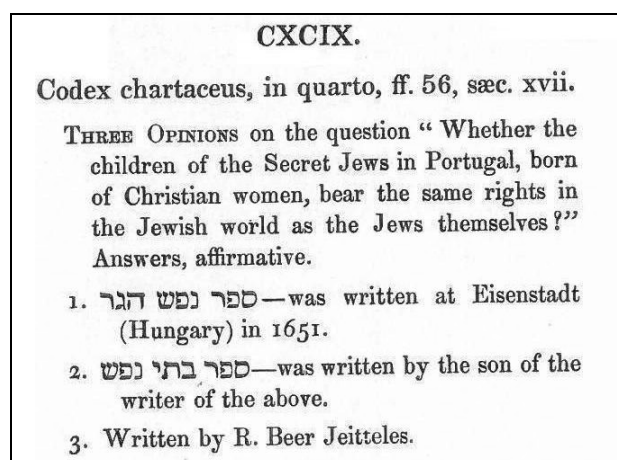 CXCIX.
Codex chartaceus, in quarto, ff. 56, sæc. xvii.
THREE OPINIONS on the question “ Whether the
children of the Secret Jews in Portugal, born
of Christian women, bear the same rights in
the Jewish world as the Jews themselves?”
Answers, affirmative.
1. ספר נפש הגר—was written at Eisenstadt
(Hungary) in 1651.
2. ספר בתי נפש—was written by the son of the
writer of the above.
3. Written by R. Beer Jeitteles.